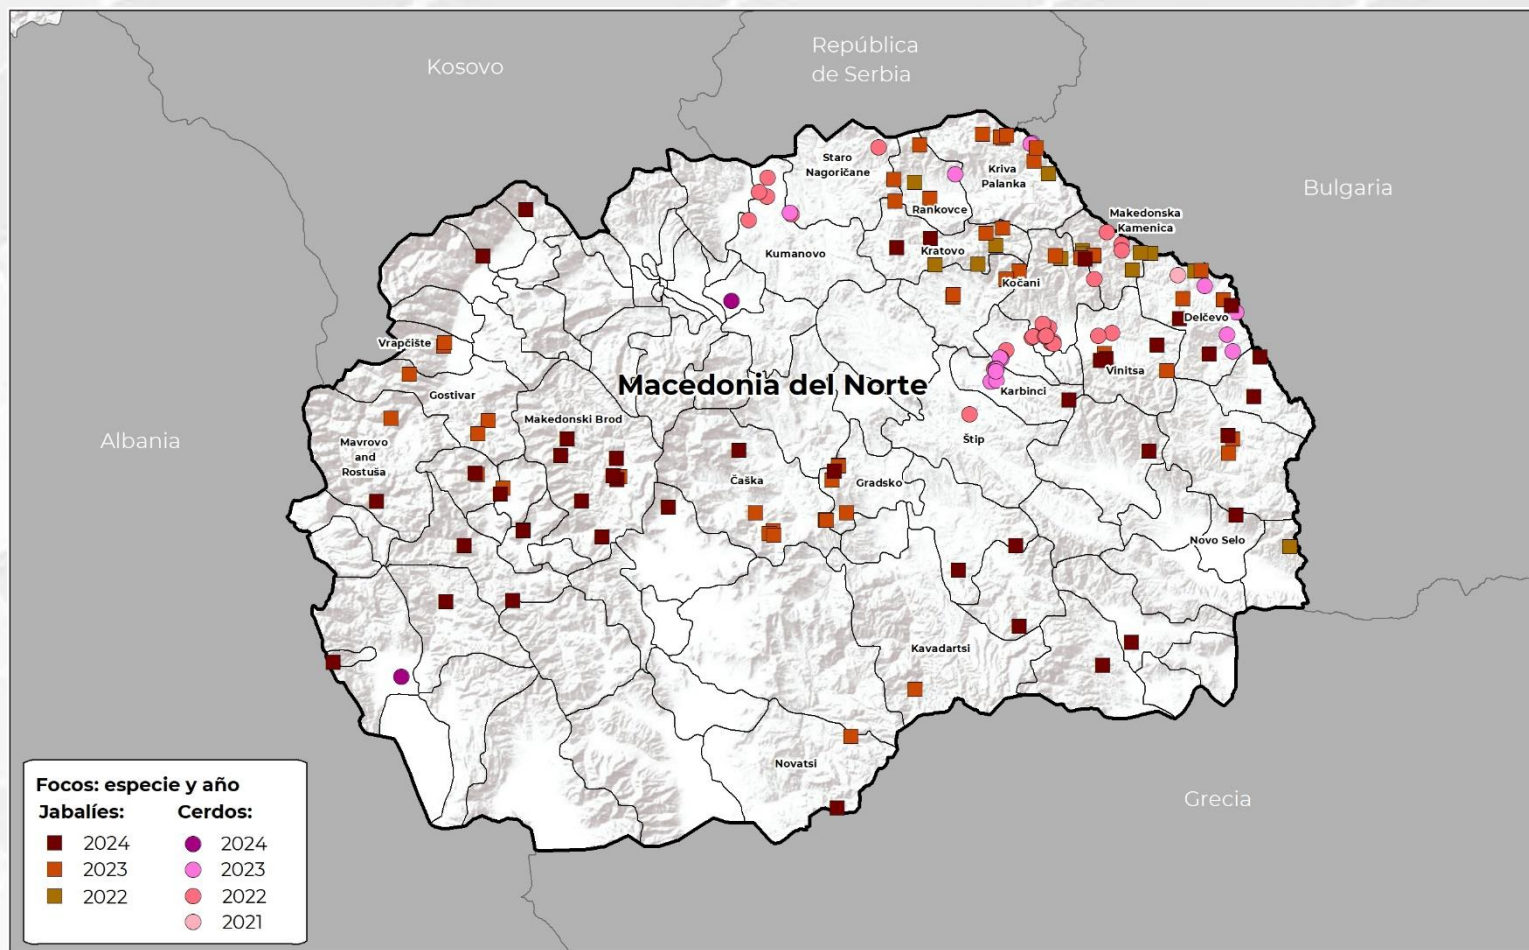 República
de Serbia
Kosovo
Bulgaria
Albania
Grecia
Staro
Nagoričane
Kriva
Palanka
Rankovce
Makedonska
Kamenica
Kumanovo
Kratovo
Kočani
Delčevo
Vrapčište
Vinitsa
Macedonia del Norte
Karbinci
Gostivar
Makedonski Brod
Mavrovo
and
Rostuša
Štip
Čaška
Gradsko
Novo Selo
Kavadartsi
Novatsi
Focos: especie y año
Jabalíes: Cerdos:
2024 2024
2023 2023
2022 2022
2021